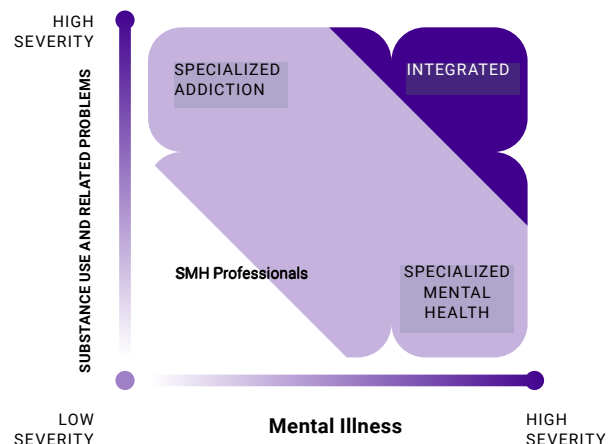 HIGH
SEVERITY
SUBSTANCE USE AND RELATED PROBLEMS
SPECIALIZED
ADDICTION
INTEGRATED
SMH Professionals
SPECIALIZED
MENTAL
HEALTH
LOW
SEVERITY
Mental Illness
HIGH
SEVERITY